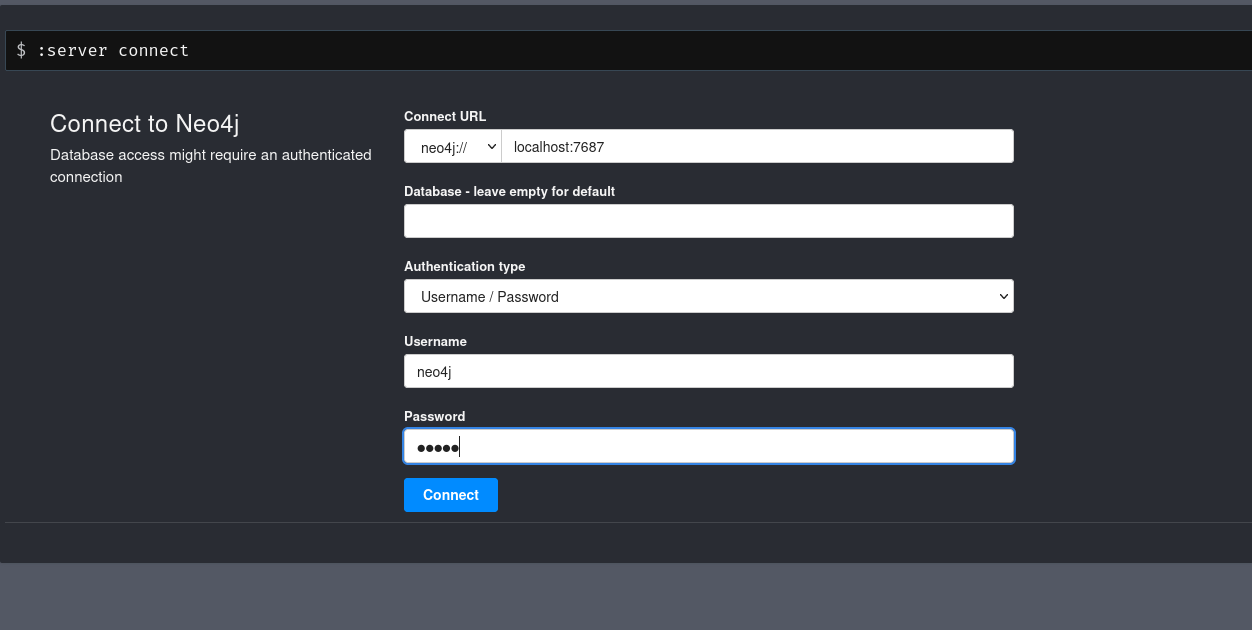 $ :server connect
Connect to Neo4j
Database access might require an authenticated
connection
Connect URL
neo4j://
localhost:7687
Database - leave empty for default
Authentication type
Username / Password
Username
neo4j
Password
●●●●●
Connect